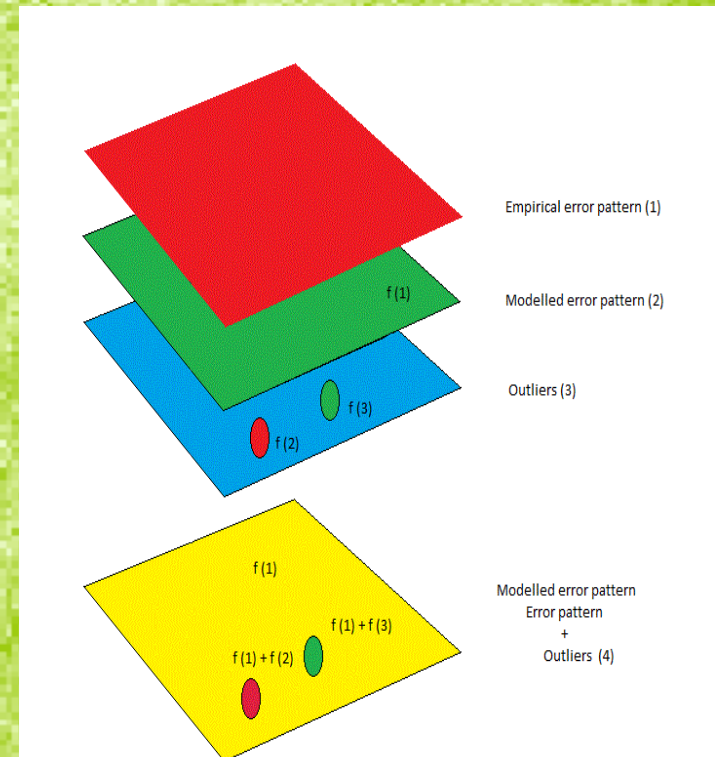 Empirical error pattern (1)
f (1)
Modelled error pattern (2)
Outliers (3)
f (3)
f (2)
f (1)
Modelled error pattern
Error pattern
+
Outliers (4)
f (1) + f (3)
f (1) + f (2)